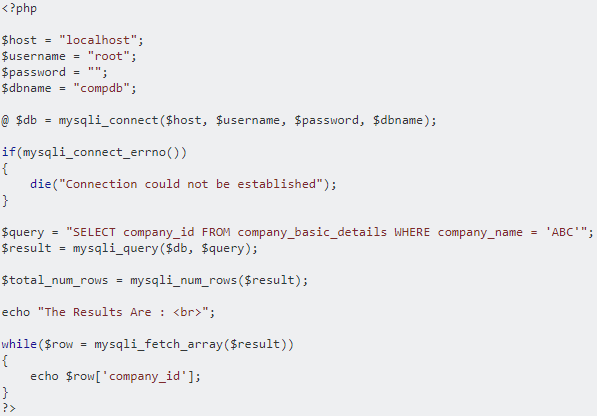 <?php
$host = "localhost";
$username = "root";
$password = "";
$dbname = "compdb";
@ $db = mysqli_connect($host, $username, $password, $dbname);
if(mysqli_connect_errno())
{
    die("Connection could not be established");
}
$query = "SELECT company_id FROM company_basic_details WHERE company_name = 'ABC'";
$result = mysqli_query($db, $query);
$total_num_rows = mysqli_num_rows($result);
echo "The Results Are : <br>";
while($row = mysqli_fetch_array($result))
{
    echo $row['company_id'];
}
?>